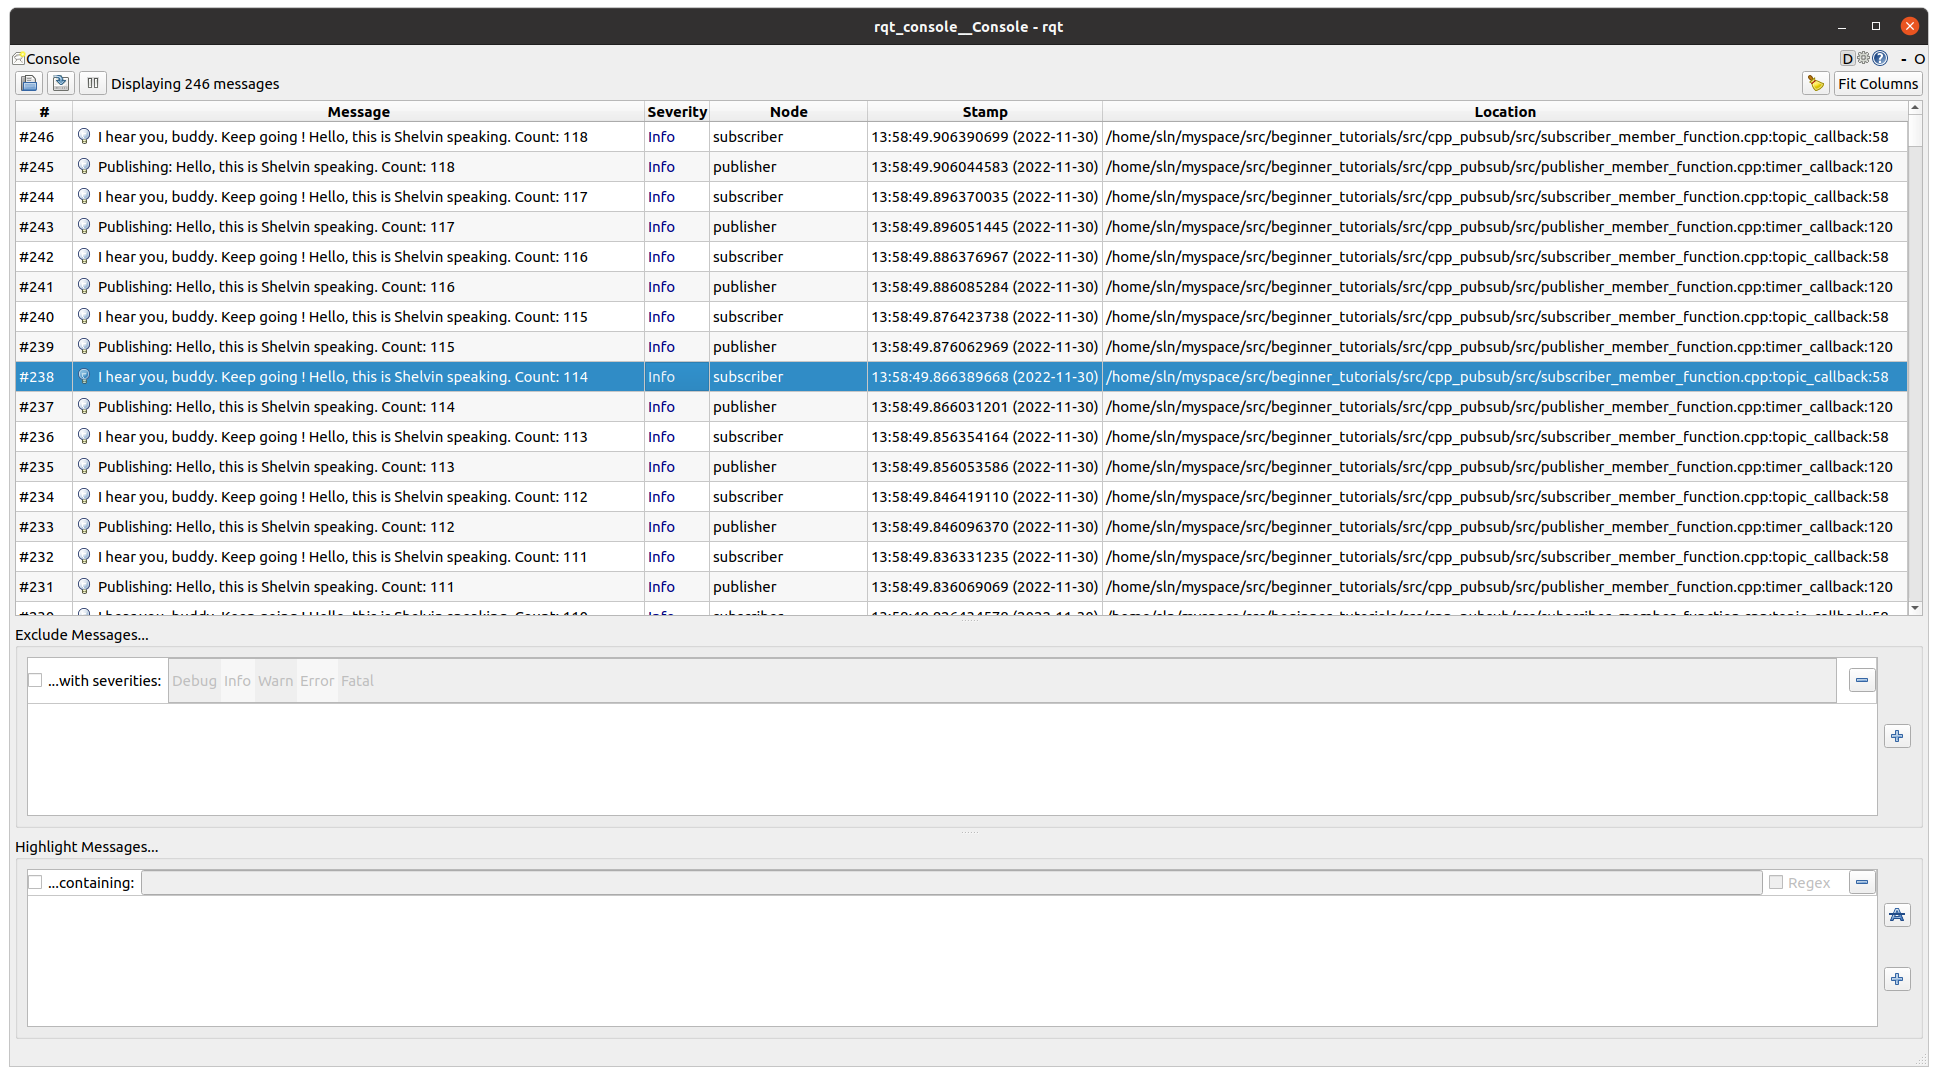 rqt_console__Console - rqt
Console D - O
Displaying 246 messages Fit Columns
# Message Severity Node Stamp Location
#246 I hear you, buddy. Keep going ! Hello, this is Shelvin speaking. Count: 118 Info subscriber 13:58:49.906390699 (2022-11-30) /home/sln/myspace/src/beginner_tutorials/src/cpp_pubsub/src/subscriber_member_function.cpp:topic_callback:58
#245 Publishing: Hello, this is Shelvin speaking. Count: 118 Info publisher 13:58:49.906044583 (2022-11-30) /home/sln/myspace/src/beginner_tutorials/src/cpp_pubsub/src/publisher_member_function.cpp:timer_callback:120
#244 I hear you, buddy. Keep going ! Hello, this is Shelvin speaking. Count: 117 Info subscriber 13:58:49.896370035 (2022-11-30) /home/sln/myspace/src/beginner_tutorials/src/cpp_pubsub/src/subscriber_member_function.cpp:topic_callback:58
#243 Publishing: Hello, this is Shelvin speaking. Count: 117 Info publisher 13:58:49.896051445 (2022-11-30) /home/sln/myspace/src/beginner_tutorials/src/cpp_pubsub/src/publisher_member_function.cpp:timer_callback:120
#242 I hear you, buddy. Keep going ! Hello, this is Shelvin speaking. Count: 116 Info subscriber 13:58:49.886376967 (2022-11-30) /home/sln/myspace/src/beginner_tutorials/src/cpp_pubsub/src/subscriber_member_function.cpp:topic_callback:58
#241 Publishing: Hello, this is Shelvin speaking. Count: 116 Info publisher 13:58:49.886085284 (2022-11-30) /home/sln/myspace/src/beginner_tutorials/src/cpp_pubsub/src/publisher_member_function.cpp:timer_callback:120
#240 I hear you, buddy. Keep going ! Hello, this is Shelvin speaking. Count: 115 Info subscriber 13:58:49.876423738 (2022-11-30) /home/sln/myspace/src/beginner_tutorials/src/cpp_pubsub/src/subscriber_member_function.cpp:topic_callback:58
#239 Publishing: Hello, this is Shelvin speaking. Count: 115 Info publisher 13:58:49.876062969 (2022-11-30) /home/sln/myspace/src/beginner_tutorials/src/cpp_pubsub/src/publisher_member_function.cpp:timer_callback:120
#238 I hear you, buddy. Keep going ! Hello, this is Shelvin speaking. Count: 114 Info subscriber 13:58:49.866389668 (2022-11-30) /home/sln/myspace/src/beginner_tutorials/src/cpp_pubsub/src/subscriber_member_function.cpp:topic_callback:58
#237 Publishing: Hello, this is Shelvin speaking. Count: 114 Info publisher 13:58:49.866031201 (2022-11-30) /home/sln/myspace/src/beginner_tutorials/src/cpp_pubsub/src/publisher_member_function.cpp:timer_callback:120
#236 I hear you, buddy. Keep going ! Hello, this is Shelvin speaking. Count: 113 Info subscriber 13:58:49.856354164 (2022-11-30) /home/sln/myspace/src/beginner_tutorials/src/cpp_pubsub/src/subscriber_member_function.cpp:topic_callback:58
#235 Publishing: Hello, this is Shelvin speaking. Count: 113 Info publisher 13:58:49.856053586 (2022-11-30) /home/sln/myspace/src/beginner_tutorials/src/cpp_pubsub/src/publisher_member_function.cpp:timer_callback:120
#234 I hear you, buddy. Keep going ! Hello, this is Shelvin speaking. Count: 112 Info subscriber 13:58:49.846419110 (2022-11-30) /home/sln/myspace/src/beginner_tutorials/src/cpp_pubsub/src/subscriber_member_function.cpp:topic_callback:58
#233 Publishing: Hello, this is Shelvin speaking. Count: 112 Info publisher 13:58:49.846096370 (2022-11-30) /home/sln/myspace/src/beginner_tutorials/src/cpp_pubsub/src/publisher_member_function.cpp:timer_callback:120
#232 I hear you, buddy. Keep going ! Hello, this is Shelvin speaking. Count: 111 Info subscriber 13:58:49.836331235 (2022-11-30) /home/sln/myspace/src/beginner_tutorials/src/cpp_pubsub/src/subscriber_member_function.cpp:topic_callback:58
#231 Publishing: Hello, this is Shelvin speaking. Count: 111 Info publisher 13:58:49.836069069 (2022-11-30) /home/sln/myspace/src/beginner_tutorials/src/cpp_pubsub/src/publisher_member_function.cpp:timer_callback:120
Exclude Messages...
...with severities: Debug Info Warn Error Fatal
Highlight Messages...
...containing: Regex